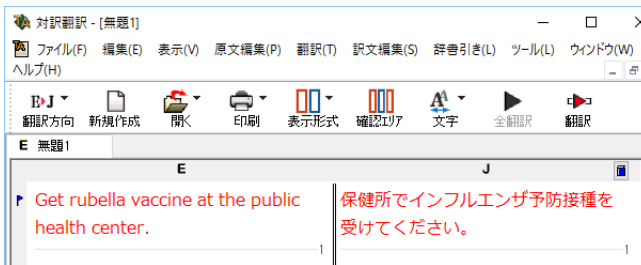 対訳翻訳 - [無題1]
ファイル(F) 編集(E) 表示(V) 原文編集(P) 翻訳(T) 訳文編集(S) 辞書引き(L) ツール(L) ウィンドウ(W)
ヘルプ(H)
E▶J
翻訳方向 新規作成 開く 印刷 表示形式 確認エリア 文字 全翻訳 翻訳
E 無題1
E J
Get rubella vaccine at the public
health center.
1
保健所でインフルエンザ予防接種を
受けてください。
1